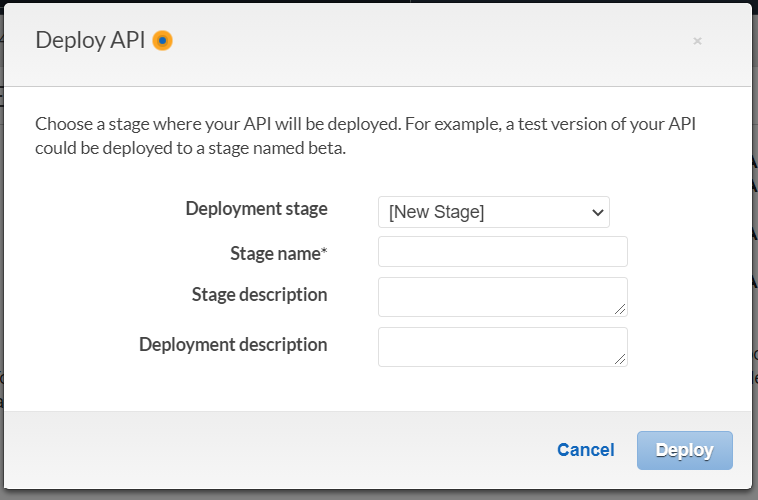 Deploy API
×
Choose a stage where your API will be deployed. For example, a test version of your API
could be deployed to a stage named beta.
Deployment stage [New Stage]
Stage name*
Stage description
Deployment description
Cancel Deploy